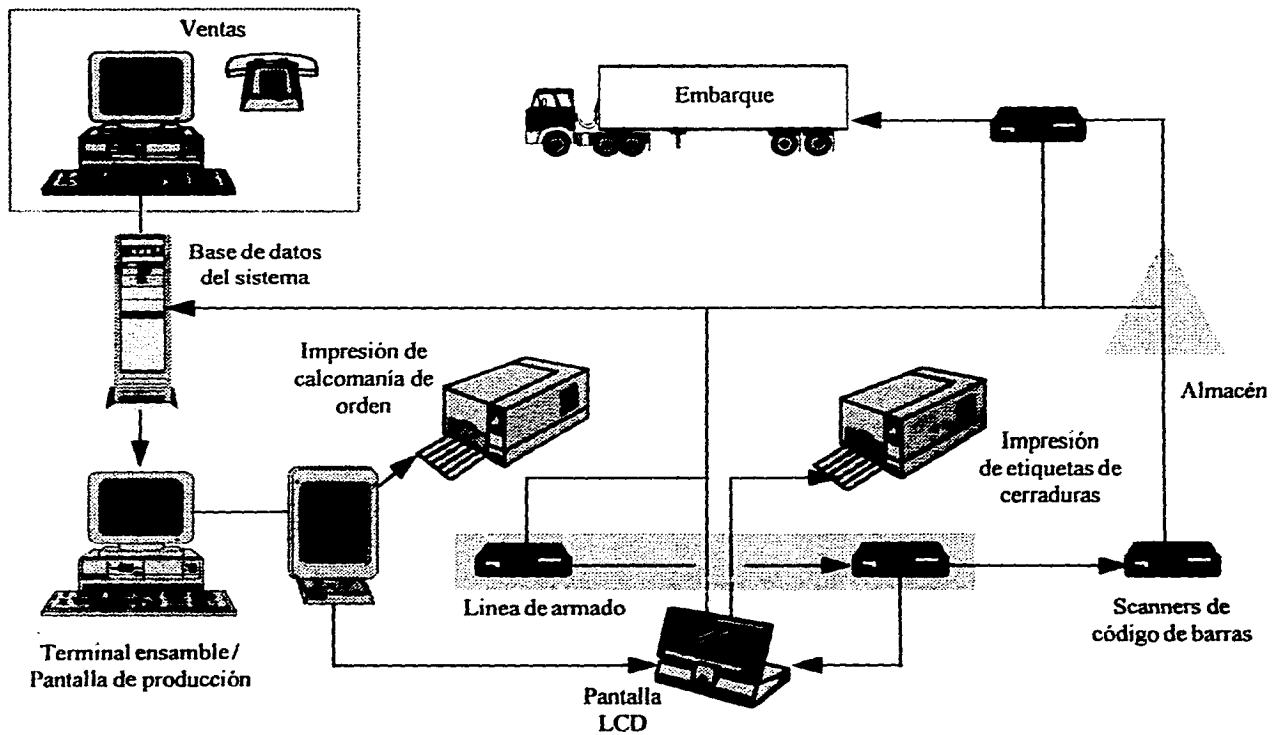 Ventas
Embarque
Base de datos
del sistema
Impresión de
calcomanía de
orden
Almacén
Impresión
de etiquetas de
cerraduras
Linea de armado
Scanners de
código de barras
Terminal ensamble/
Pantalla de producción
Pantalla
LCD